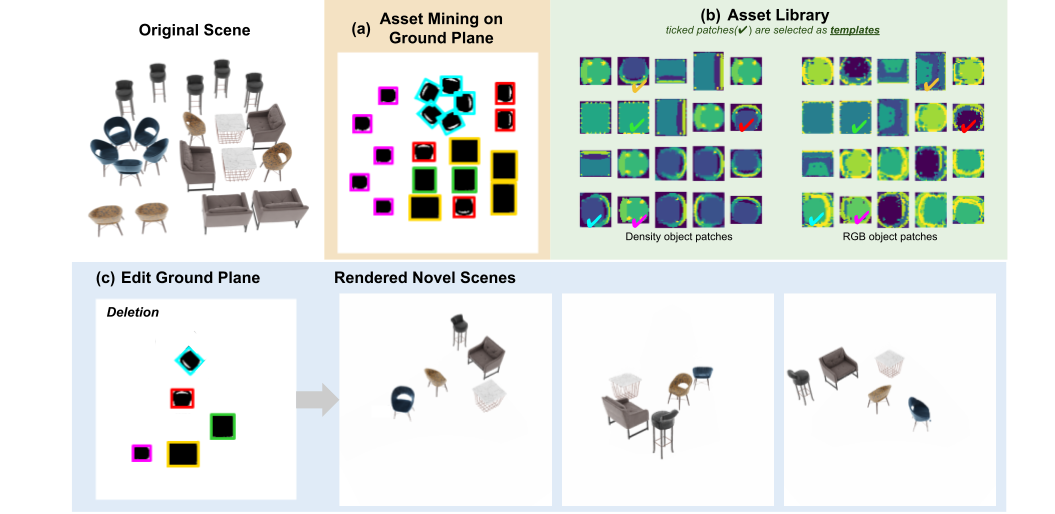 Original Scene
(a) Asset Mining on
Ground Plane
(b) Asset Library
ticked patches(✔) are selected as templates
Density object patches
RGB object patches
(c) Edit Ground Plane
Rendered Novel Scenes
Deletion